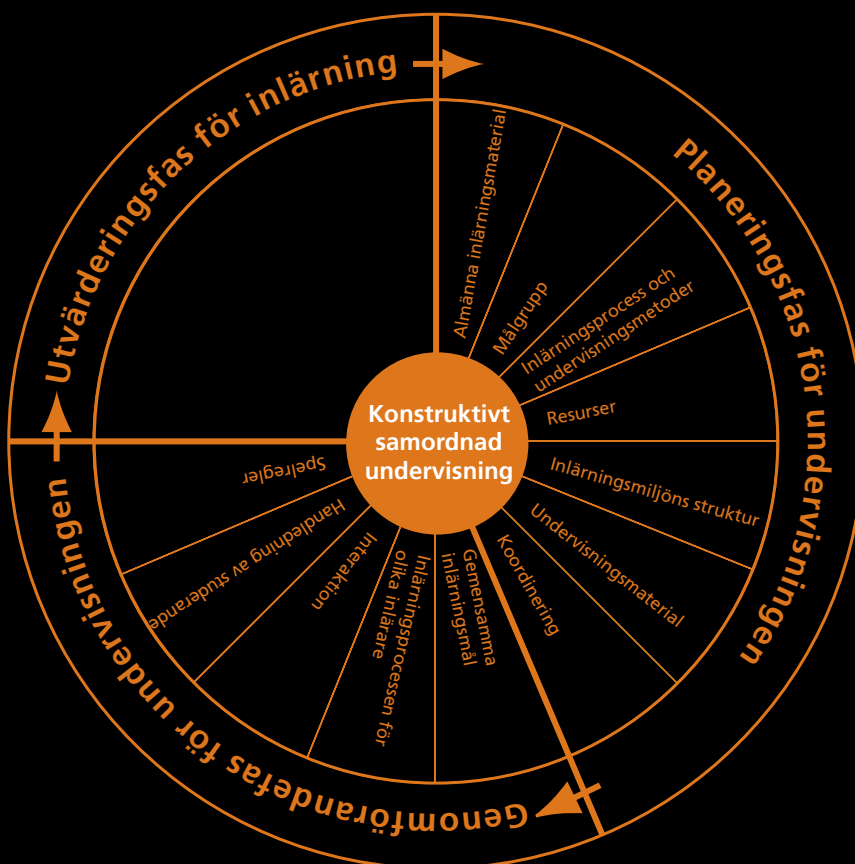 Utvärderingsfas för inlärning
Planeringsfas för undervisningen
Genomförandefas för undervisningen
Konstruktivt
samordnad
undervisning
Almänna inlärningsmaterial
Målgrupp
Inlärningsprocess och
undervisningsmetoder
Resurser
Inlärningsmiljöns struktur
Undervisningsmaterial
Koordinering
Gemensamma
inlärningsmål
Inlärningsprocessen för
olika inlärare
Interaktion
Handledning av studerande
Spelregler